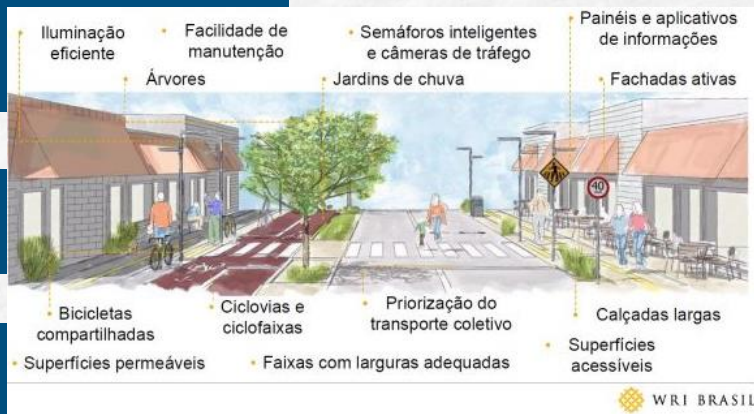 Iluminação
eficiente
Facilidade de
manutenção
Semáforos inteligentes
e câmeras de tráfego
Painéis e aplicativos
de informações
Árvores
Jardins de chuva
Fachadas ativas
40
Bicicletas
compartilhadas
Ciclovias e
ciclofaixas
Priorização do
transporte coletivo
Calçadas largas
Superfícies permeáveis
Faixas com larguras adequadas
Superfícies
acessíveis
WRI BRASIL